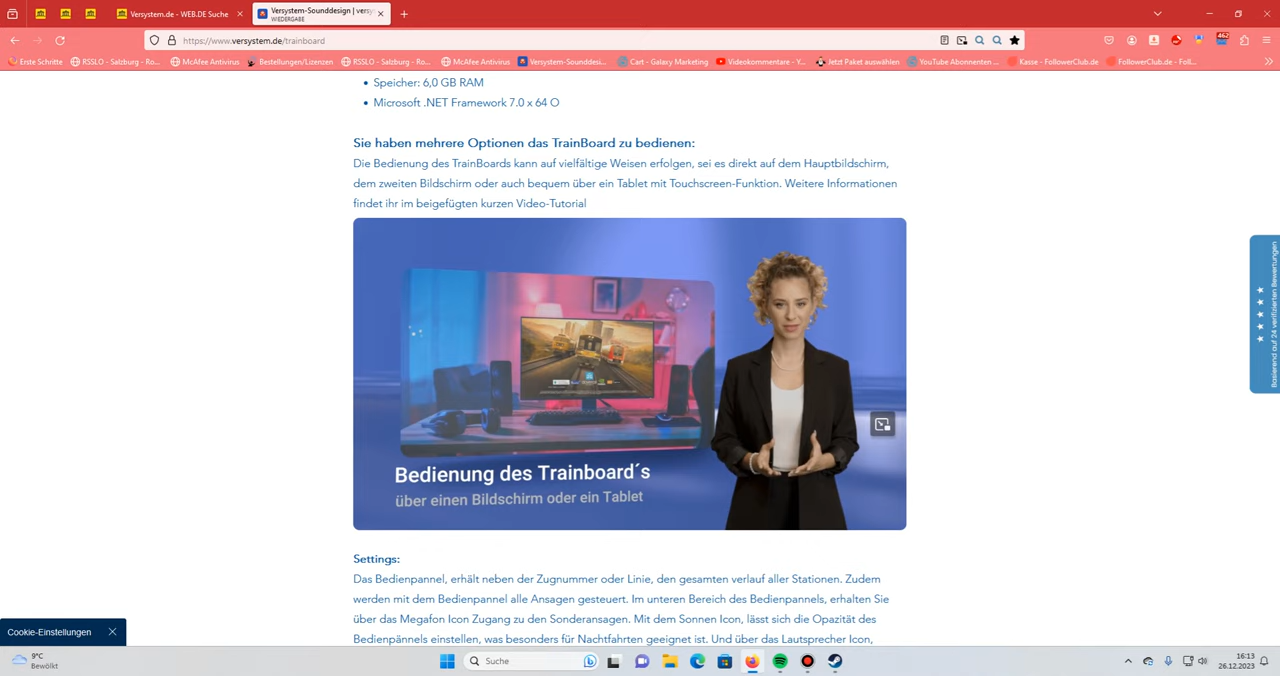 Versystem.de - WEB.DE Suche
Versystem-Sounddesign | versy
WIEDERGABE
https://www.versystem.de/trainboard
462
Erste Schritte
RSSLO - Salzburg - Ro...
McAfee Antivirus
Bestellungen/Lizenzen
RSSLO - Salzburg - Ro...
McAfee Antivirus
Versystem-Sounddesi...
Cart - Galaxy Marketing
Videokommentare - Y...
Jetzt Paket auswählen
YouTube Abonnenten ...
Kasse - FollowerClub.de
FollowerClub.de - Foll...
Speicher: 6,0 GB RAM
Microsoft .NET Framework 7.0 x 64 O
Sie haben mehrere Optionen das TrainBoard zu bedienen:
Die Bedienung des TrainBoards kann auf vielfältige Weisen erfolgen, sei es direkt auf dem Hauptbildschirm,
dem zweiten Bildschirm oder auch bequem über ein Tablet mit Touchscreen-Funktion. Weitere Informationen
findet ihr im beigefügten kurzen Video-Tutorial
Bedienung des Trainboard´s
über einen Bildschirm oder ein Tablet
Basierend auf 24 verifizierten Bewertungen
Settings:
Das Bedienpannel, erhält neben der Zugnummer oder Linie, den gesamten verlauf aller Stationen. Zudem
werden mit dem Bedienpannel alle Ansagen gesteuert. Im unteren Bereich des Bedienpannels, erhalten Sie
über das Megafon Icon Zugang zu den Sonderansagen. Mit dem Sonnen Icon, lässt sich die Opazität des
Bedienpännels einstellen, was besonders für Nachtfahrten geeignet ist. Und über das Lautsprecher Icon,
Cookie-Einstellungen
9°C
Bewölkt
Suche
16:13
26.12.2023